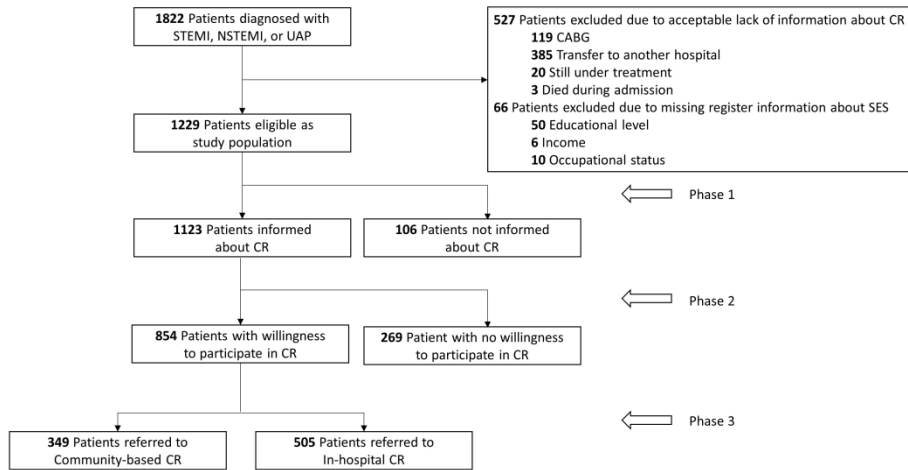 1822 Patients diagnosed with
STEMI, NSTEMI, or UAP
527 Patients excluded due to acceptable lack of information about CR
119 CABG
385 Transfer to another hospital
20 Still under treatment
3 Died during admission
66 Patients excluded due to missing register information about SES
50 Educational level
6 Income
10 Occupational status
1229 Patients eligible as
study population
Phase 1
1123 Patients informed
about CR
106 Patients not informed
about CR
Phase 2
854 Patients with willingness
to participate in CR
269 Patient with no willingness
to participate in CR
Phase 3
349 Patients referred to
Community-based CR
505 Patients referred to
In-hospital CR